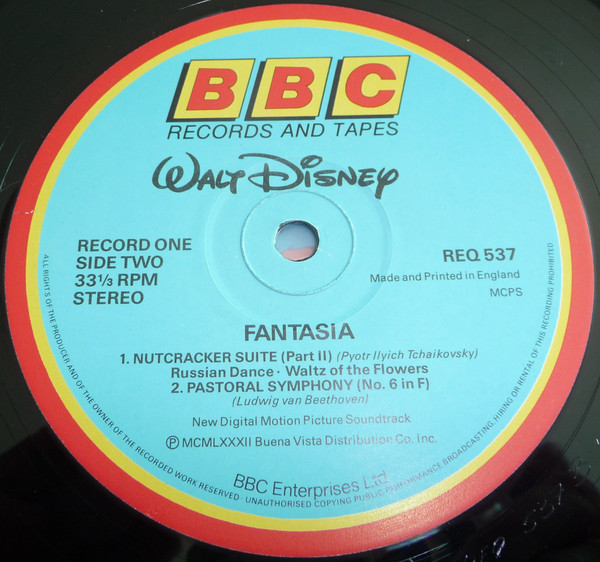 BBC
RECORDS AND TAPES
WALT DISNEY
RECORD ONE
SIDE TWO
33 1/3 RPM
STEREO
REQ 537
Made and Printed in England
MCPS
FANTASIA
1. NUTCRACKER SUITE (Part II) (Pyotr Ilyich Tchaikovsky)
Russian Dance · Waltz of the Flowers
2. PASTORAL SYMPHONY (No. 6 in F)
(Ludwig van Beethoven)
New Digital Motion Picture Soundtrack
Ⓟ MCMLXXXII Buena Vista Distribution Co. Inc.
BBC Enterprises Ltd
ALL RIGHTS OF THE PRODUCER AND OF THE OWNER OF THE RECORDED WORK RESERVED · UNAUTHORISED COPYING PUBLIC PERFORMANCE BROADCASTING HIRING OR RENTAL OF THIS RECORDING PROHIBITED